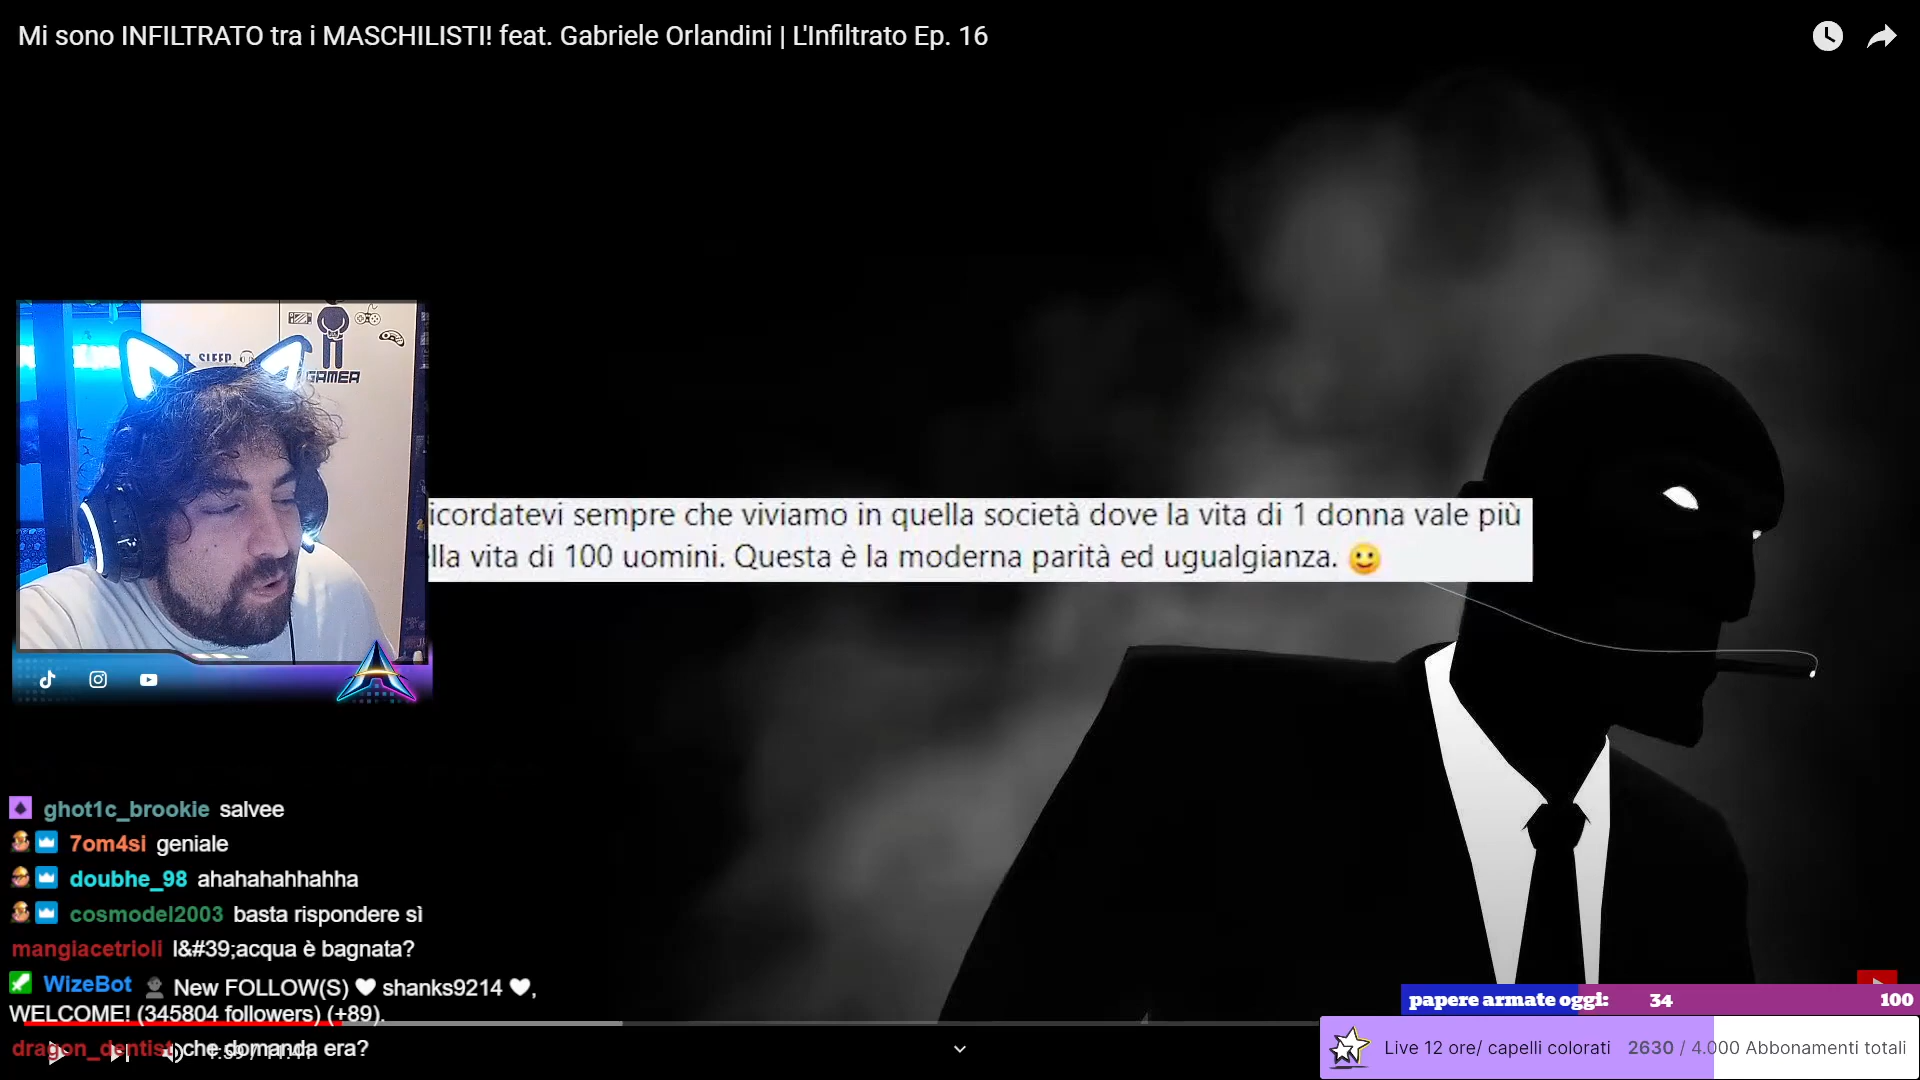 Mi sono INFILTRATO tra i MASCHILISTI! feat. Gabriele Orlandini | L'Infiltrato Ep. 16
GAMER
icordatevi sempre che viviamo in quella società dove la vita di 1 donna vale più
lla vita di 100 uomini. Questa è la moderna parità ed ugualgianza. 🙂
ghot1c_brookie salvee
7om4si geniale
doubhe_98 ahahahahhahha
cosmodel2003 basta rispondere sì
mangiacetrioli l&#39;acqua è bagnata?
WizeBot New FOLLOW(S) ♥ shanks9214 ♥,
WELCOME! (345804 followers) (+89).
dragon_dentist che domanda era?
papere armate oggi: 34 100
Live 12 ore/ capelli colorati 2630 / 4.000 Abbonamenti totali